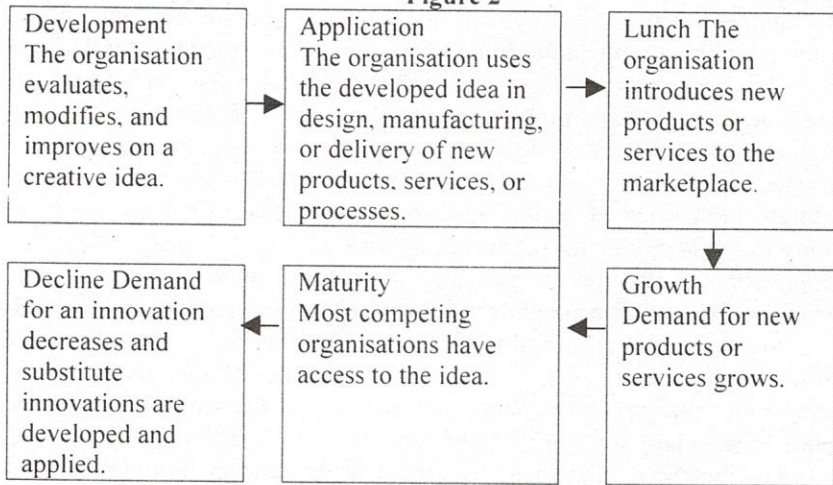 Figure 2
Development
The organisation
evaluates,
modifies, and
improves on a
creative idea.
Application
The organisation uses
the developed idea in
design, manufacturing,
or delivery of new
products, services, or
processes.
Lunch The
organisation
introduces new
products or
services to the
marketplace.
Growth
Demand for new
products or
services grows.
Maturity
Most competing
organisations have
access to the idea.
Decline Demand
for an innovation
decreases and
substitute
innovations are
developed and
applied.